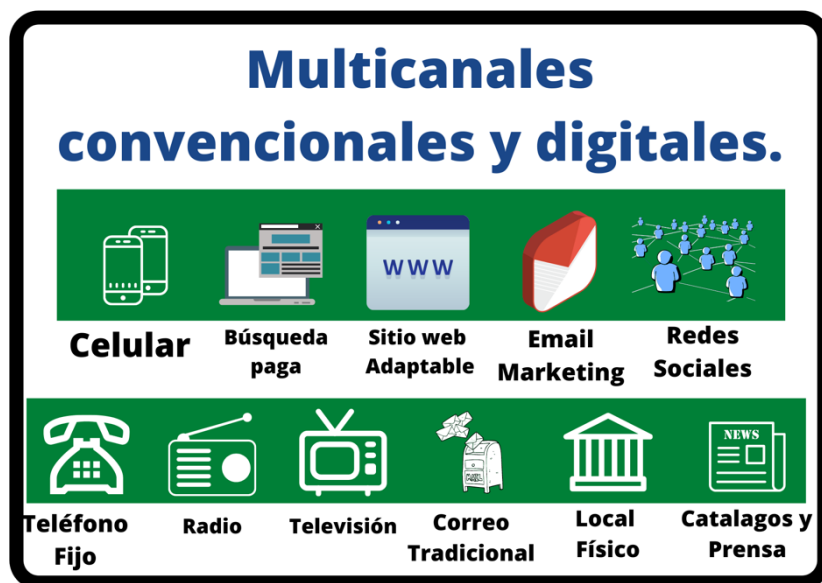 Multicanales
convencionales y digitales.
www
Celular
Búsqueda
paga
Sitio web
Adaptable
Email
Marketing
Redes
Sociales
NEWS
Teléfono
Fijo
Radio
Televisión
Correo
Tradicional
Local
Físico
Catalagos y
Prensa